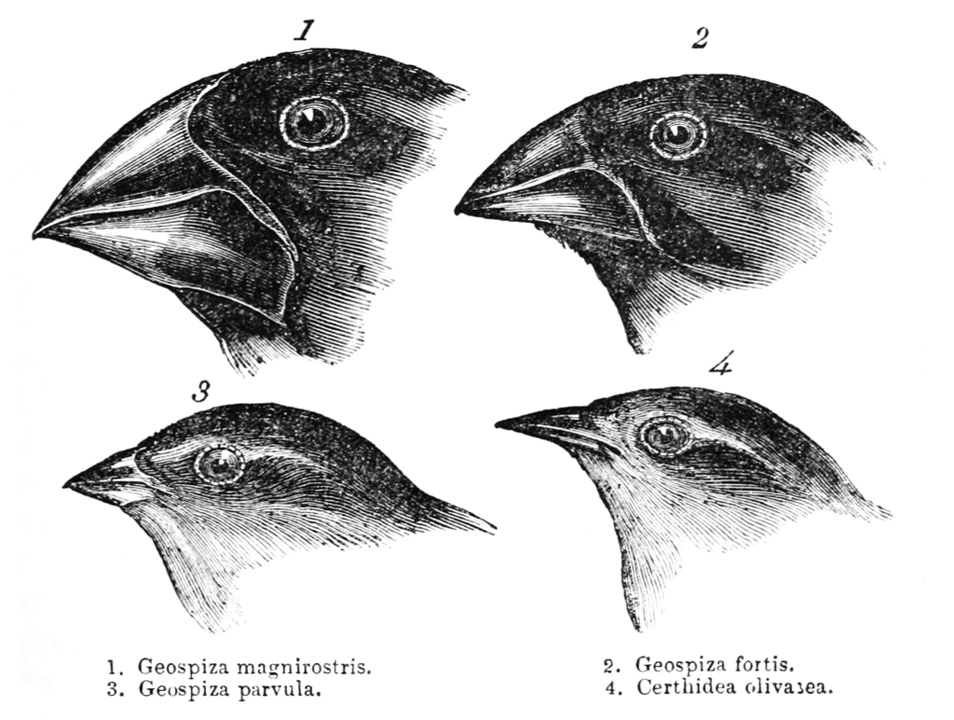 1
2
3
4
1. Geospiza magnirostris. 2. Geospiza fortis.
3. Geospiza parvula. 4. Certhidea olivasea.